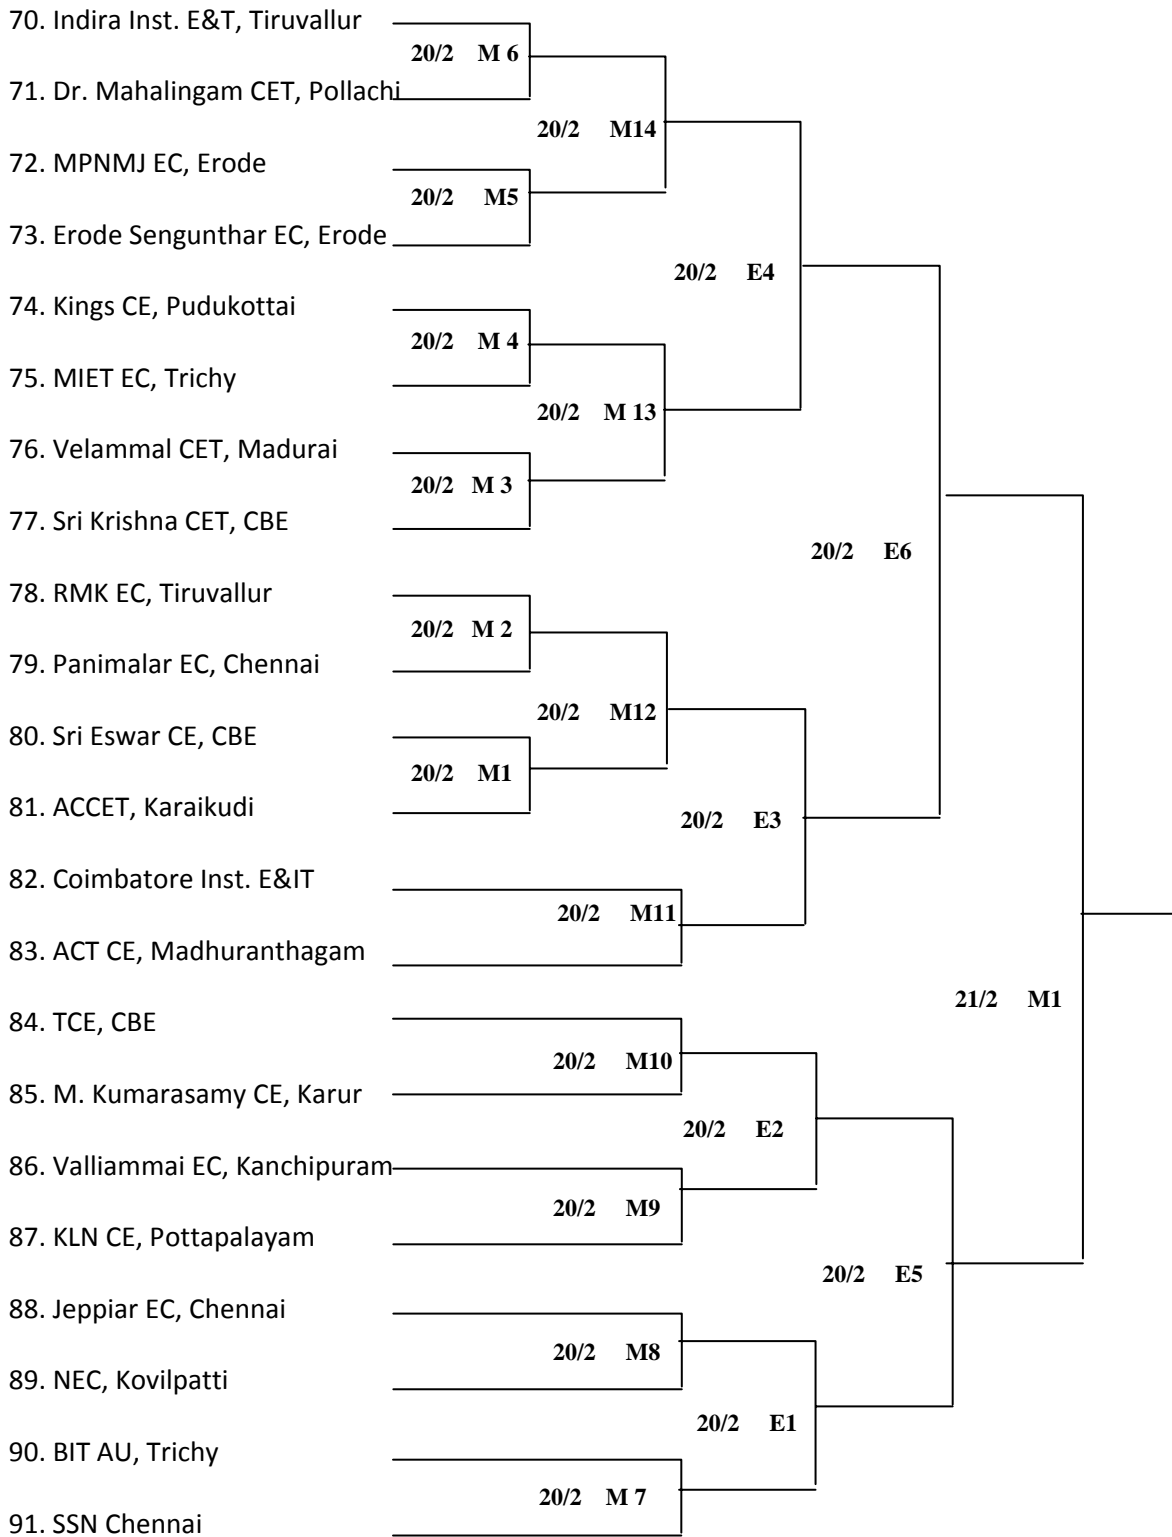 70. Indira Inst. E&T, Tiruvallur
20/2 M 6
71. Dr. Mahalingam CET, Pollachi
20/2 M14
72. MPNMJ EC, Erode
20/2 M5
73. Erode Sengunthar EC, Erode
20/2 E4
74. Kings CE, Pudukottai
20/2 M 4
75. MIET EC, Trichy
20/2 M 13
76. Velammal CET, Madurai
20/2 M 3
77. Sri Krishna CET, CBE
20/2 E6
78. RMK EC, Tiruvallur
20/2 M 2
79. Panimalar EC, Chennai
20/2 M12
80. Sri Eswar CE, CBE
20/2 M1
81. ACCET, Karaikudi
20/2 E3
82. Coimbatore Inst. E&IT
20/2 M11
83. ACT CE, Madhuranthagam
21/2 M1
84. TCE, CBE
20/2 M10
85. M. Kumarasamy CE, Karur
20/2 E2
86. Valliammai EC, Kanchipuram
20/2 M9
87. KLN CE, Pottapalayam
20/2 E5
88. Jeppiar EC, Chennai
20/2 M8
89. NEC, Kovilpatti
20/2 E1
90. BIT AU, Trichy
20/2 M 7
91. SSN Chennai